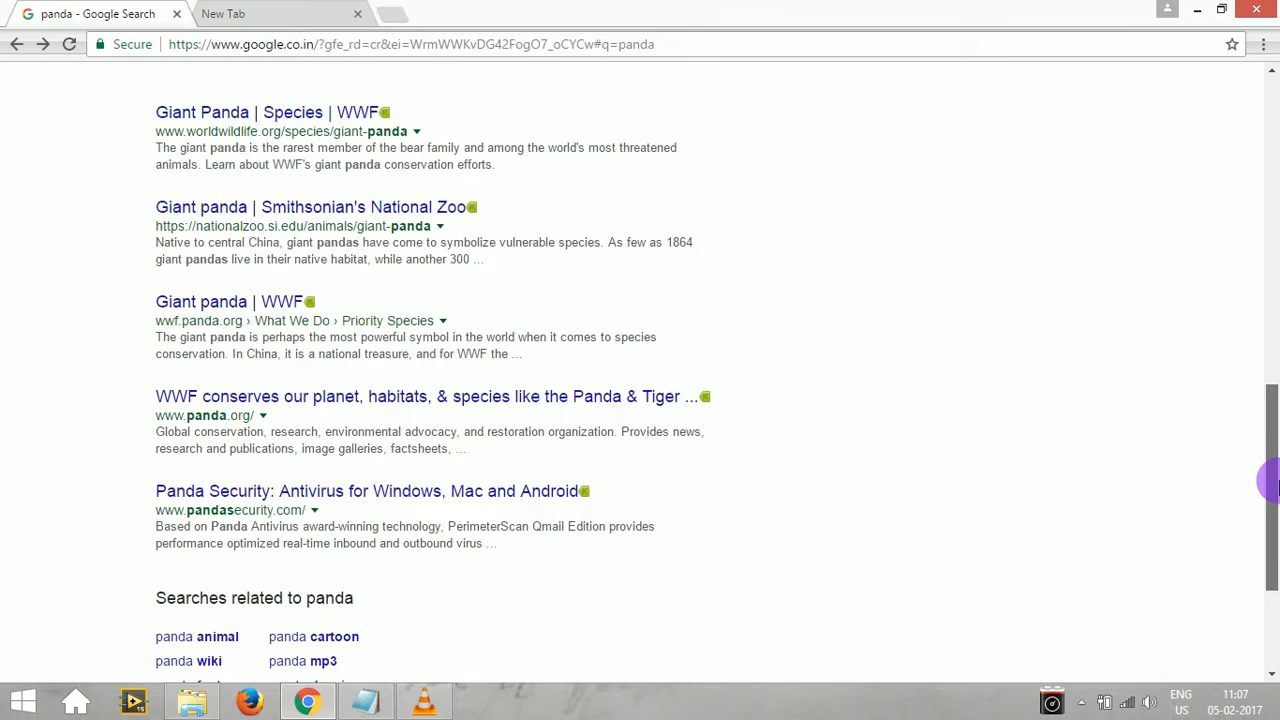 panda - Google Search
New Tab
Secure
https://www.google.co.in/?gfe_rd=cr&ei=WrmWWKvDG42FogO7_oCYCw#q=panda
Giant Panda | Species | WWF
www.worldwildlife.org/species/giant-panda
The giant panda is the rarest member of the bear family and among the world's most threatened
animals. Learn about WWF's giant panda conservation efforts.
Giant panda | Smithsonian's National Zoo
https://nationalzoo.si.edu/animals/giant-panda
Native to central China, giant pandas have come to symbolize vulnerable species. As few as 1864
giant pandas live in their native habitat, while another 300 ...
Giant panda | WWF
wwf.panda.org › What We Do › Priority Species
The giant panda is perhaps the most powerful symbol in the world when it comes to species
conservation. In China, it is a national treasure, and for WWF the ...
WWF conserves our planet, habitats, & species like the Panda & Tiger ...
www.panda.org/
Global conservation, research, environmental advocacy, and restoration organization. Provides news,
research and publications, image galleries, factsheets, ...
Panda Security: Antivirus for Windows, Mac and Android
www.pandasecurity.com/
Based on Panda Antivirus award-winning technology, PerimeterScan Qmail Edition provides
performance optimized real-time inbound and outbound virus ...
Searches related to panda
panda animal
panda cartoon
panda wiki
panda mp3
15
ENG
US
11:07
05-02-2017